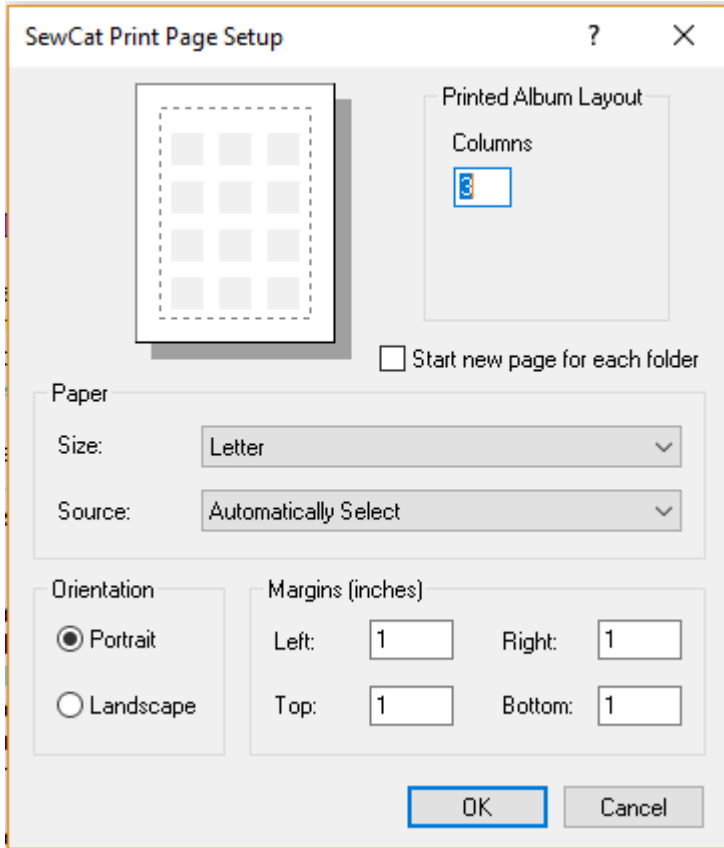 SewCat Print Page Setup ?
Printed Album Layout
Columns
3
Start new page for each folder
Paper
Size: Letter
Source: Automatically Select
Orientation
Portrait
Landscape
Margins (inches)
Left: 1 Right: 1
Top: 1 Bottom: 1
OK Cancel